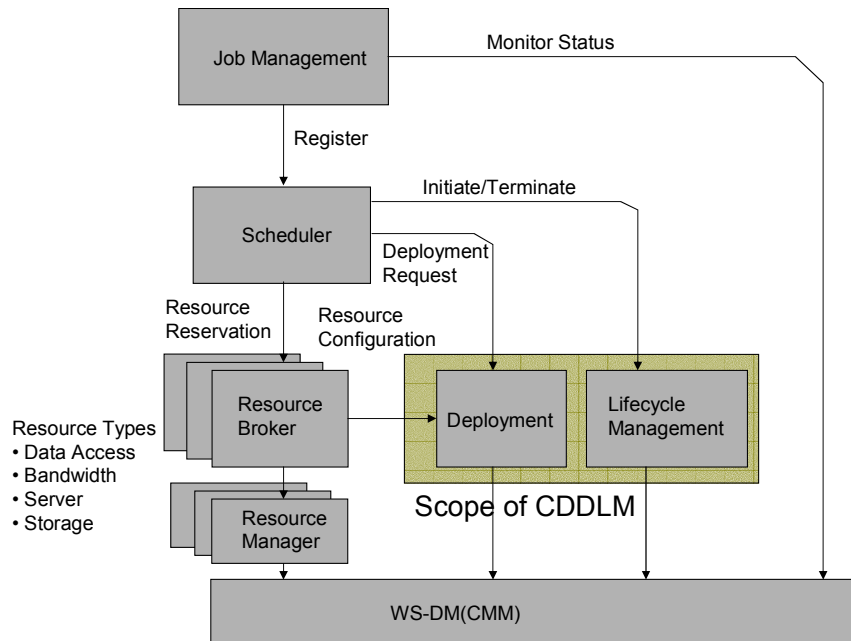 Job Management
Monitor Status
Register
Initiate/Terminate
Scheduler
Deployment
Request
Resource
Reservation
Resource
Configuration
Resource
Broker
Deployment
Lifecycle
Management
Resource Types
• Data Access
• Bandwidth
• Server
• Storage
Scope of CDDLM
Resource
Manager
WS-DM(CMM)